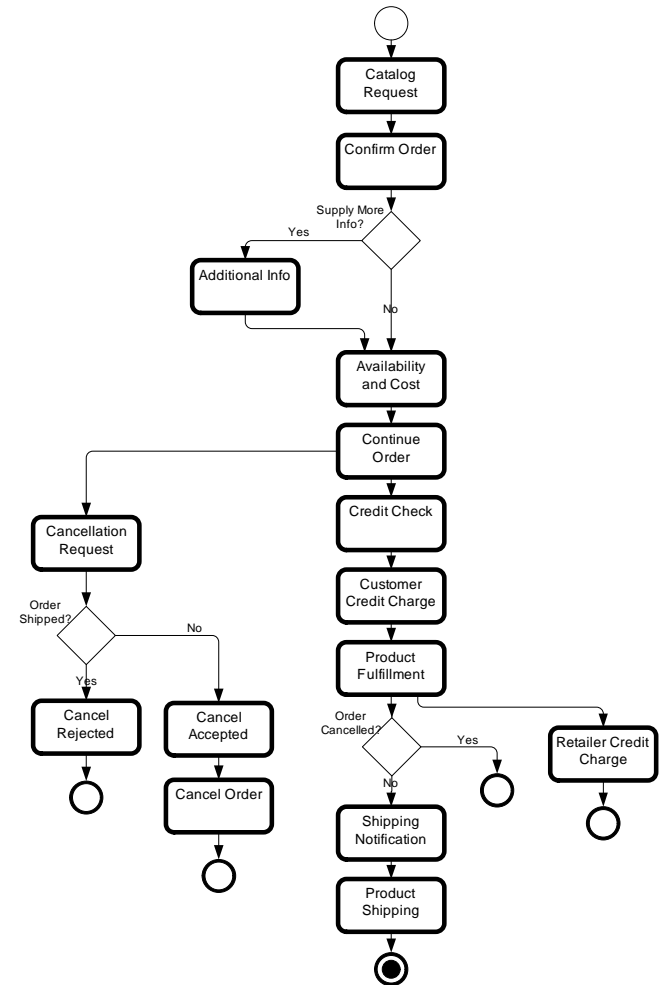 Catalog
Request
Confirm Order
Supply More
Info?
Yes
Additional Info
No
Availability
and Cost
Continue
Order
Cancellation
Request
Credit Check
Customer
Credit Charge
Order
Shipped?
No
Yes
Product
Fulfillment
Cancel
Rejected
Cancel
Accepted
Order
Cancelled?
Yes
No
Retailer Credit
Charge
Cancel Order
Shipping
Notification
Product
Shipping